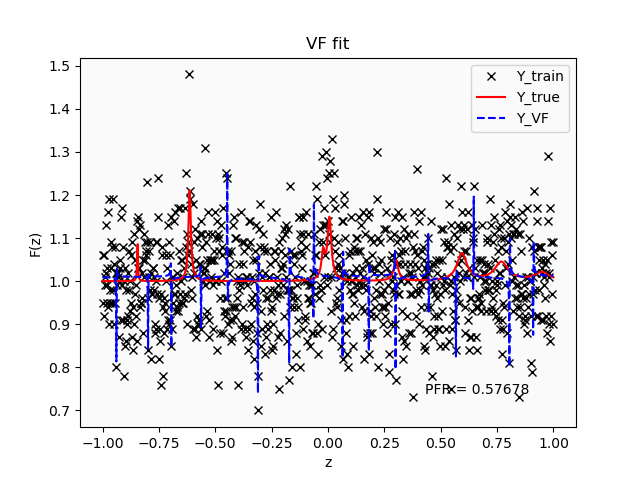 VF fit
1.5
1.4
1.3
1.2
1.1
1.0
0.9
0.8
0.7
F(z)
Y_train
Y_true
Y_VF
PFR = 0.57678
−1.00 −0.75 −0.50 −0.25 0.00 0.25 0.50 0.75 1.00
z